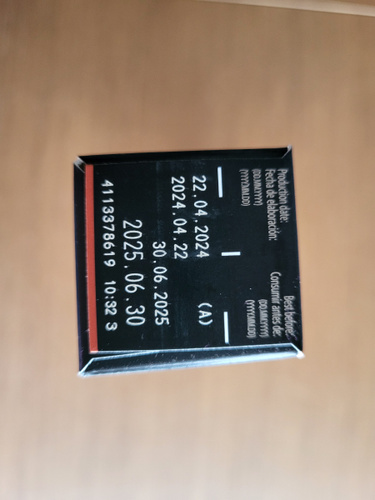 Production date:
Fecha de elaboración:
(DD.MM.YYYY)
(YYYY.MM.DD)
Best before:
Consumir antes de:
(DD.MM.YYYY)
(YYYY.MM.DD)
22.04.2024 (A)
2024.04.22
30.06.2025
2025.06.30
4113378619 10:32 3